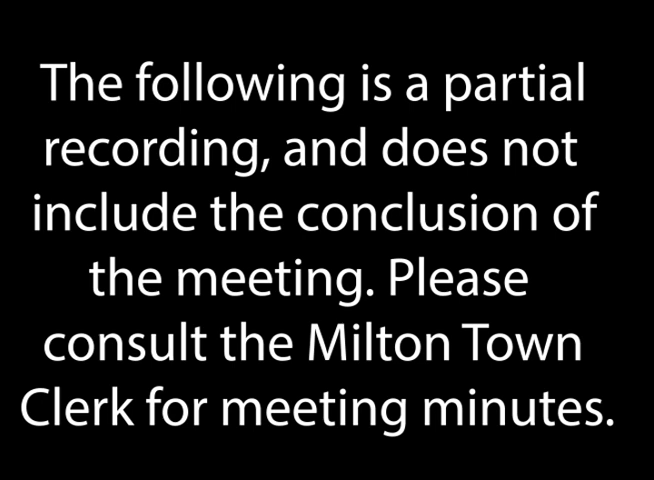 The following is a partial
recording, and does not
include the conclusion of
the meeting. Please
consult the Milton Town
Clerk for meeting minutes.